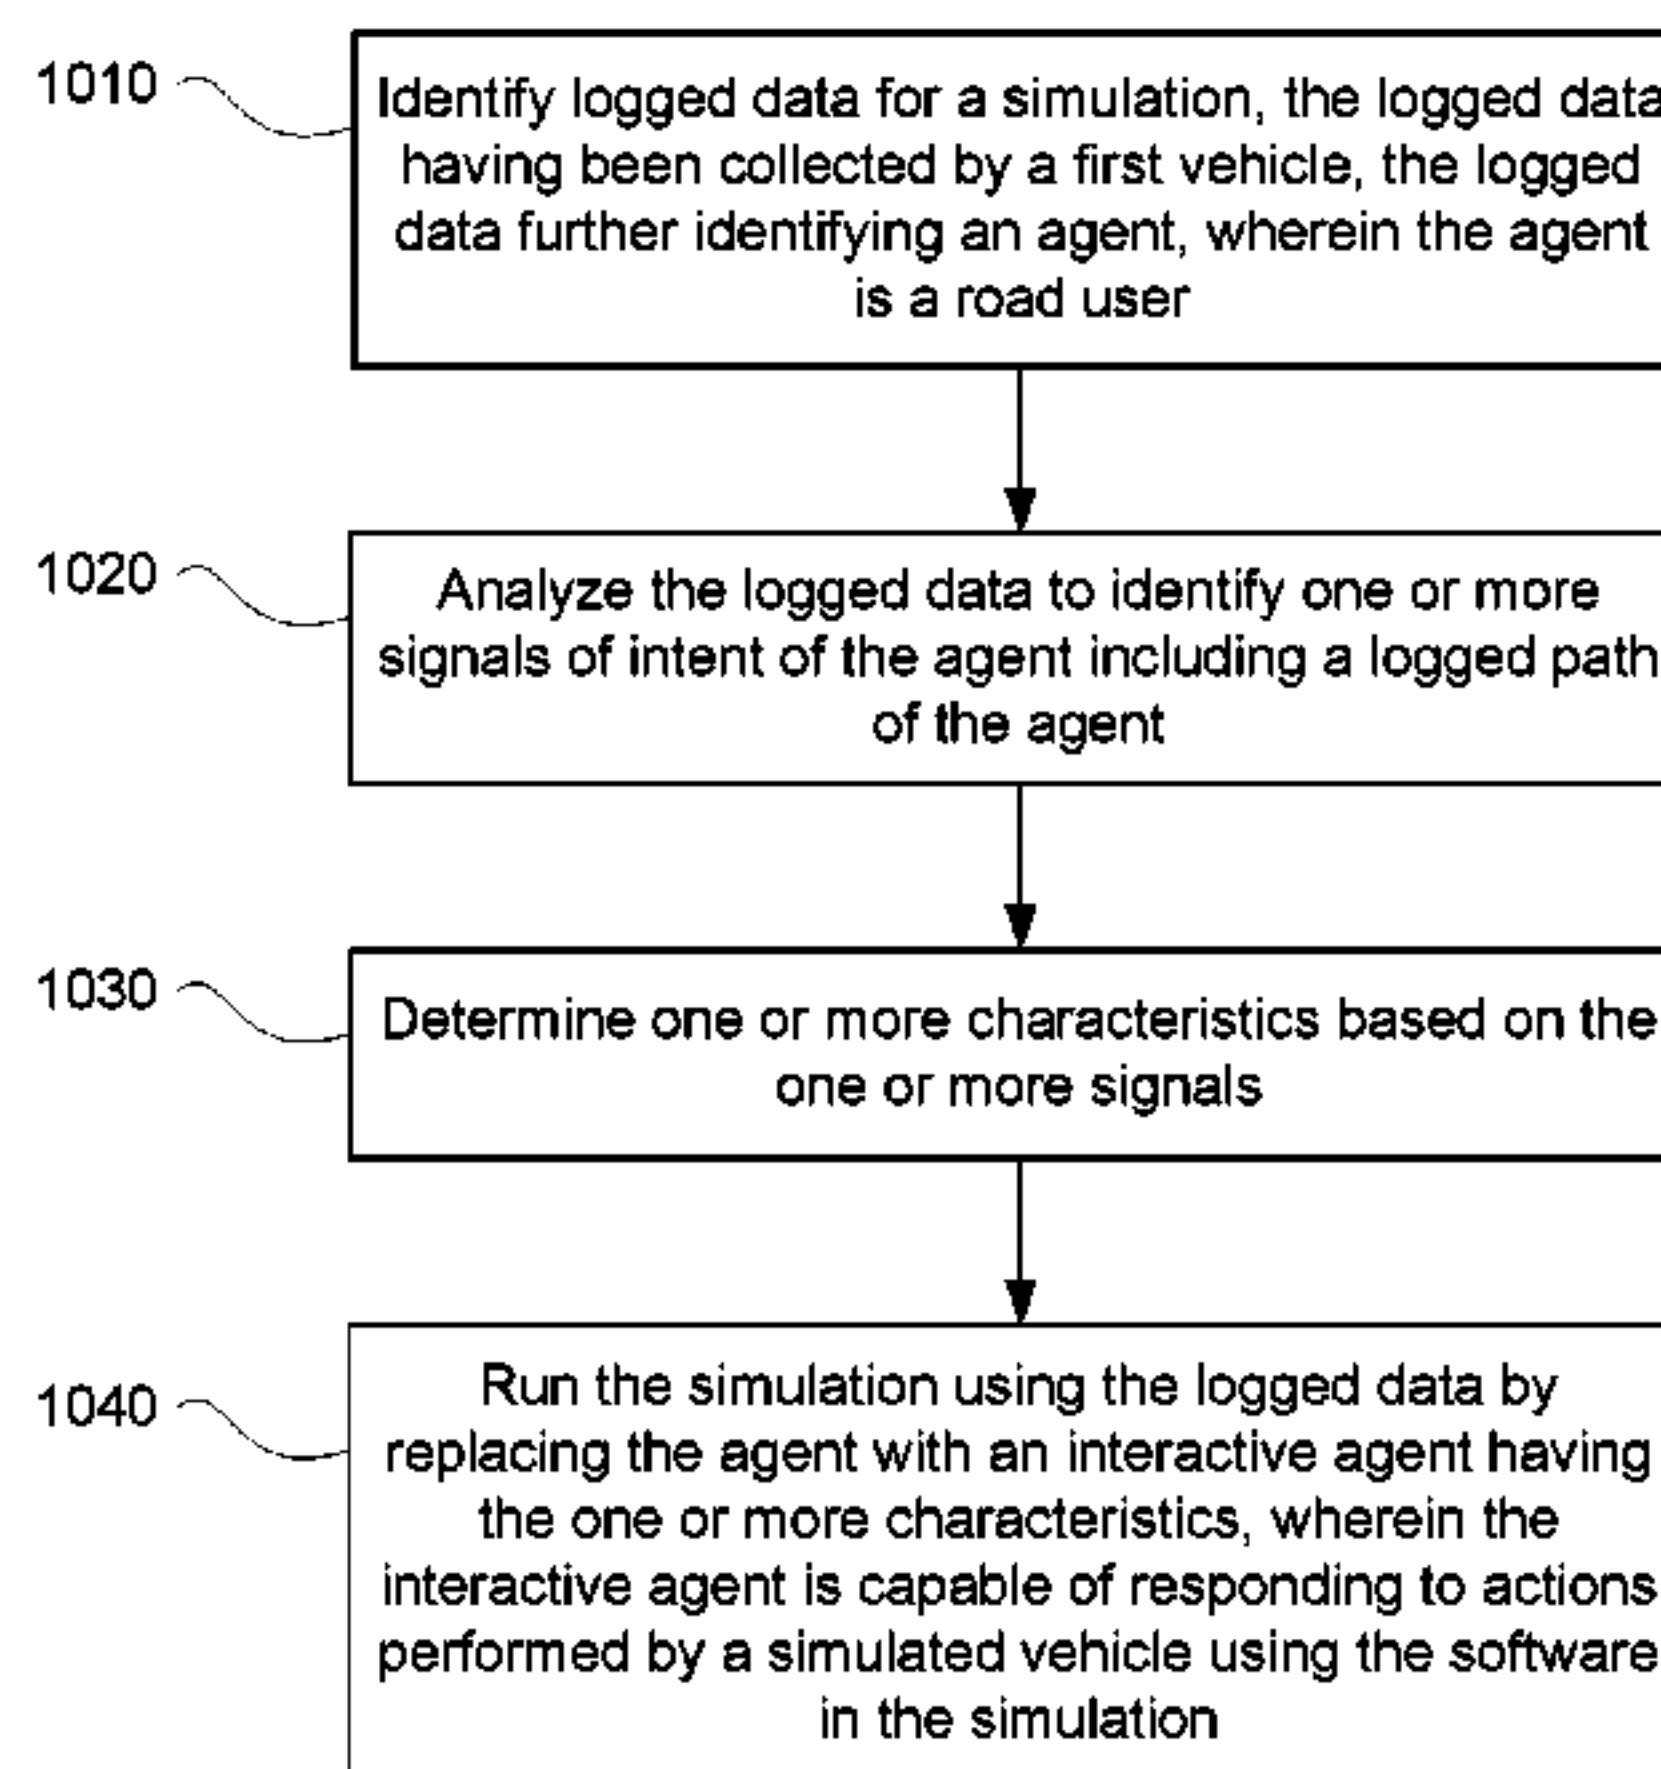 1010
Identify logged data for a simulation, the logged data
having been collected by a first vehicle, the logged
data further identifying an agent, wherein the agent
is a road user
1020
Analyze the logged data to identify one or more
signals of intent of the agent including a logged path
of the agent
1030
Determine one or more characteristics based on the
one or more signals
1040
Run the simulation using the logged data by
replacing the agent with an interactive agent having
the one or more characteristics, wherein the
interactive agent is capable of responding to actions
performed by a simulated vehicle using the software
in the simulation